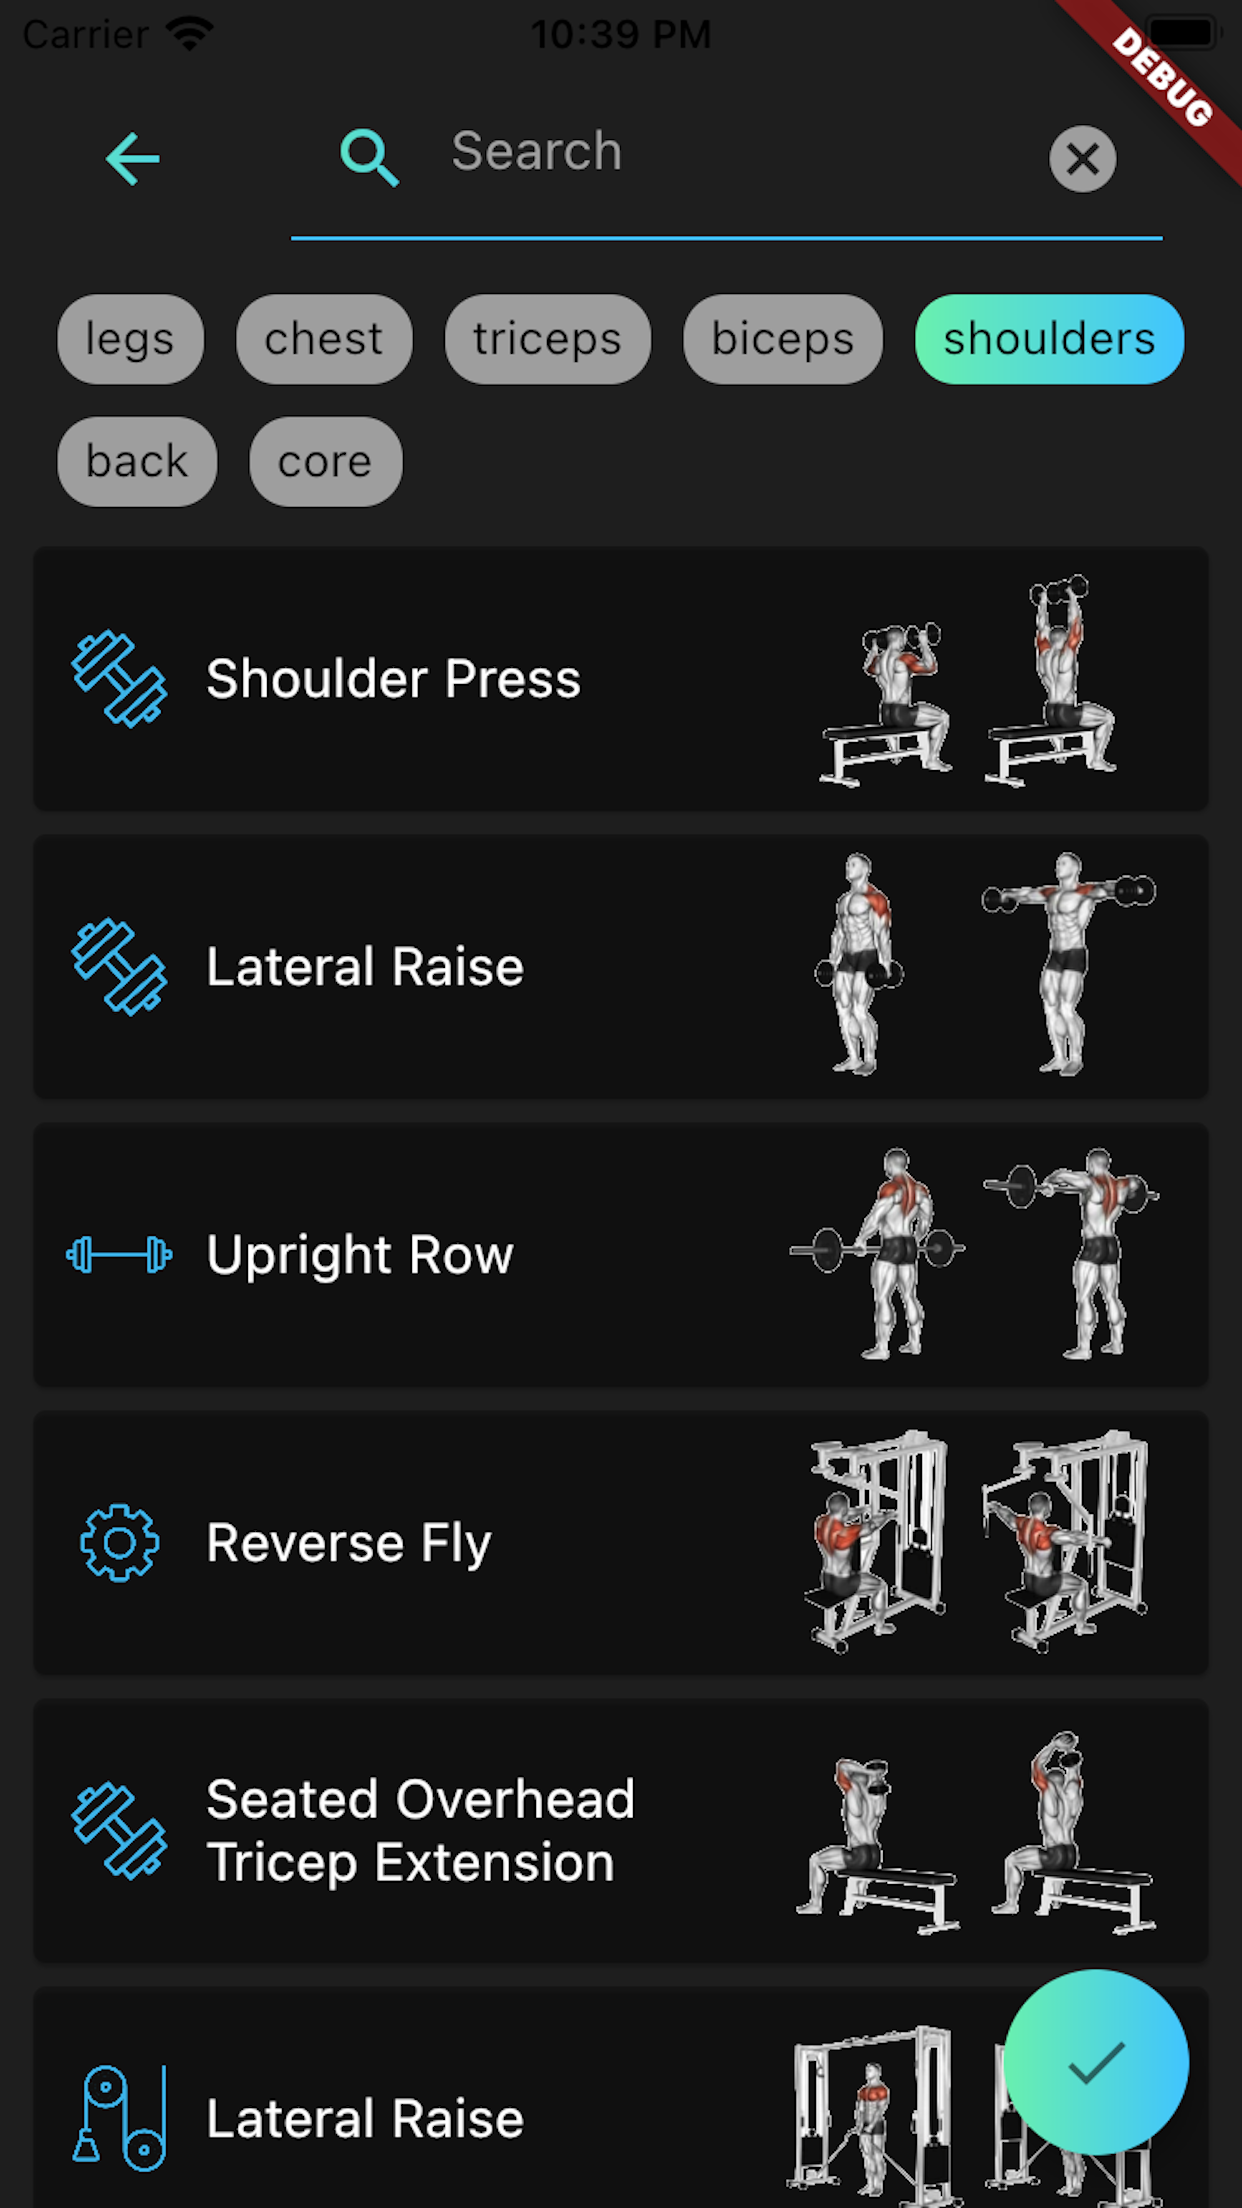 Carrier 10:39 PM
DEBUG
Search
legs chest triceps biceps shoulders
back core
Shoulder Press
Lateral Raise
Upright Row
Reverse Fly
Seated Overhead
Tricep Extension
Lateral Raise